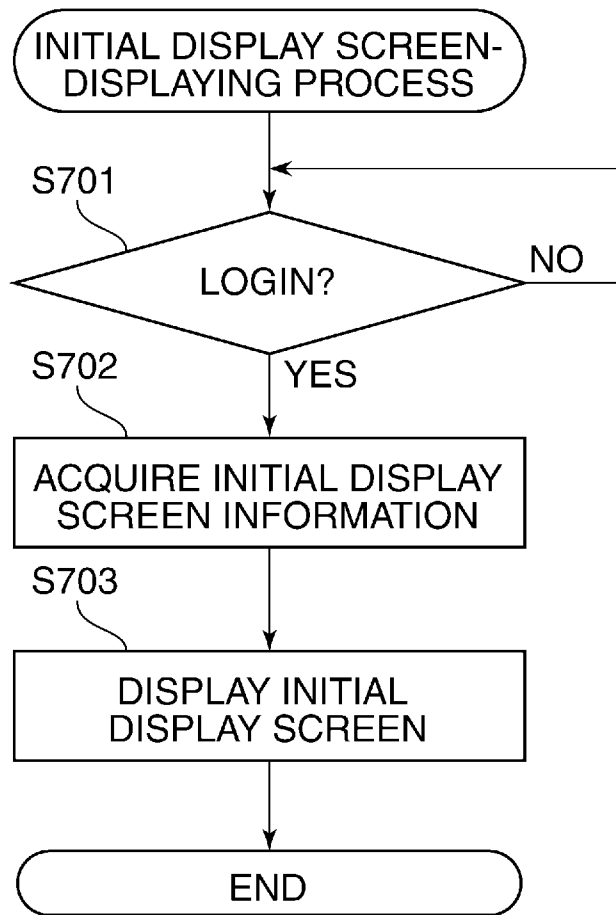 INITIAL DISPLAY SCREEN-
DISPLAYING PROCESS
S701
LOGIN?
NO
YES
S702
ACQUIRE INITIAL DISPLAY
SCREEN INFORMATION
S703
DISPLAY INITIAL
DISPLAY SCREEN
END